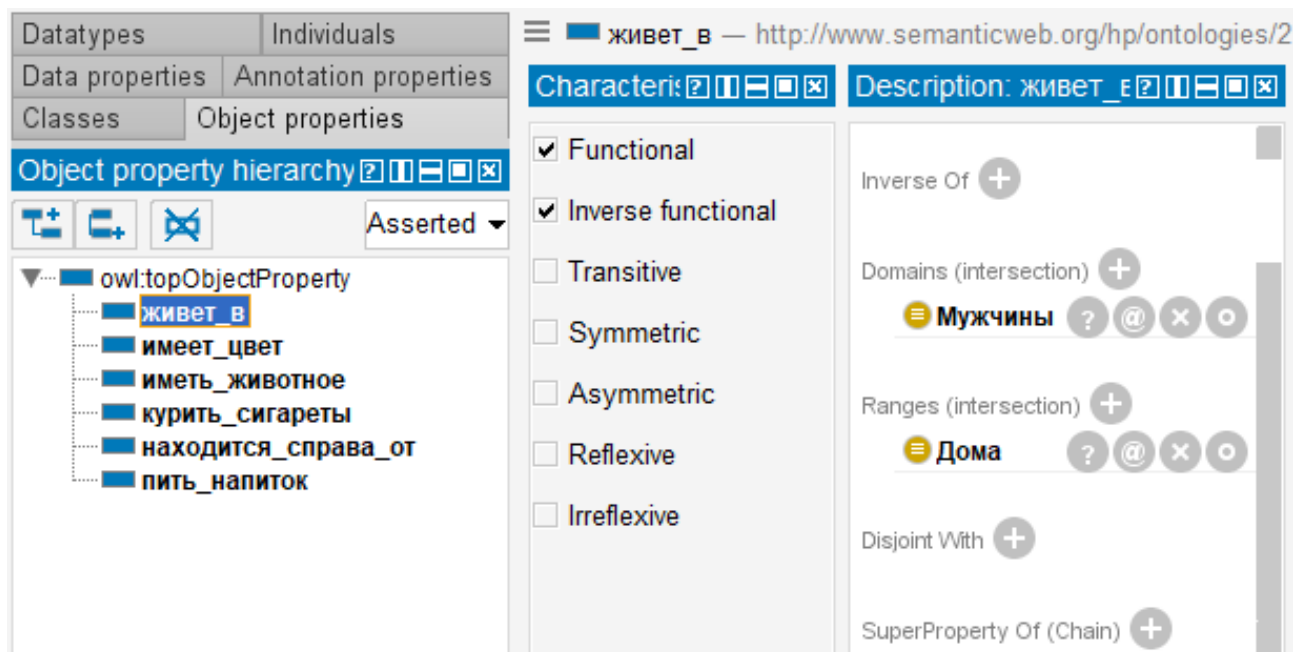 Datatypes
Individuals
Data properties
Annotation properties
Classes
Object properties
Object property hierarchy
Asserted
owl:topObjectProperty
живет_в
имеет_цвет
иметь_животное
курить_сигареты
находится_справа_от
пить_напиток
живет_в — http://www.semanticweb.org/hp/ontologies/2
Characteris
Functional
Inverse functional
Transitive
Symmetric
Asymmetric
Reflexive
Irreflexive
Description: живет_в
Inverse Of
Domains (intersection)
Мужчины
Ranges (intersection)
Дома
Disjoint With
SuperProperty Of (Chain)